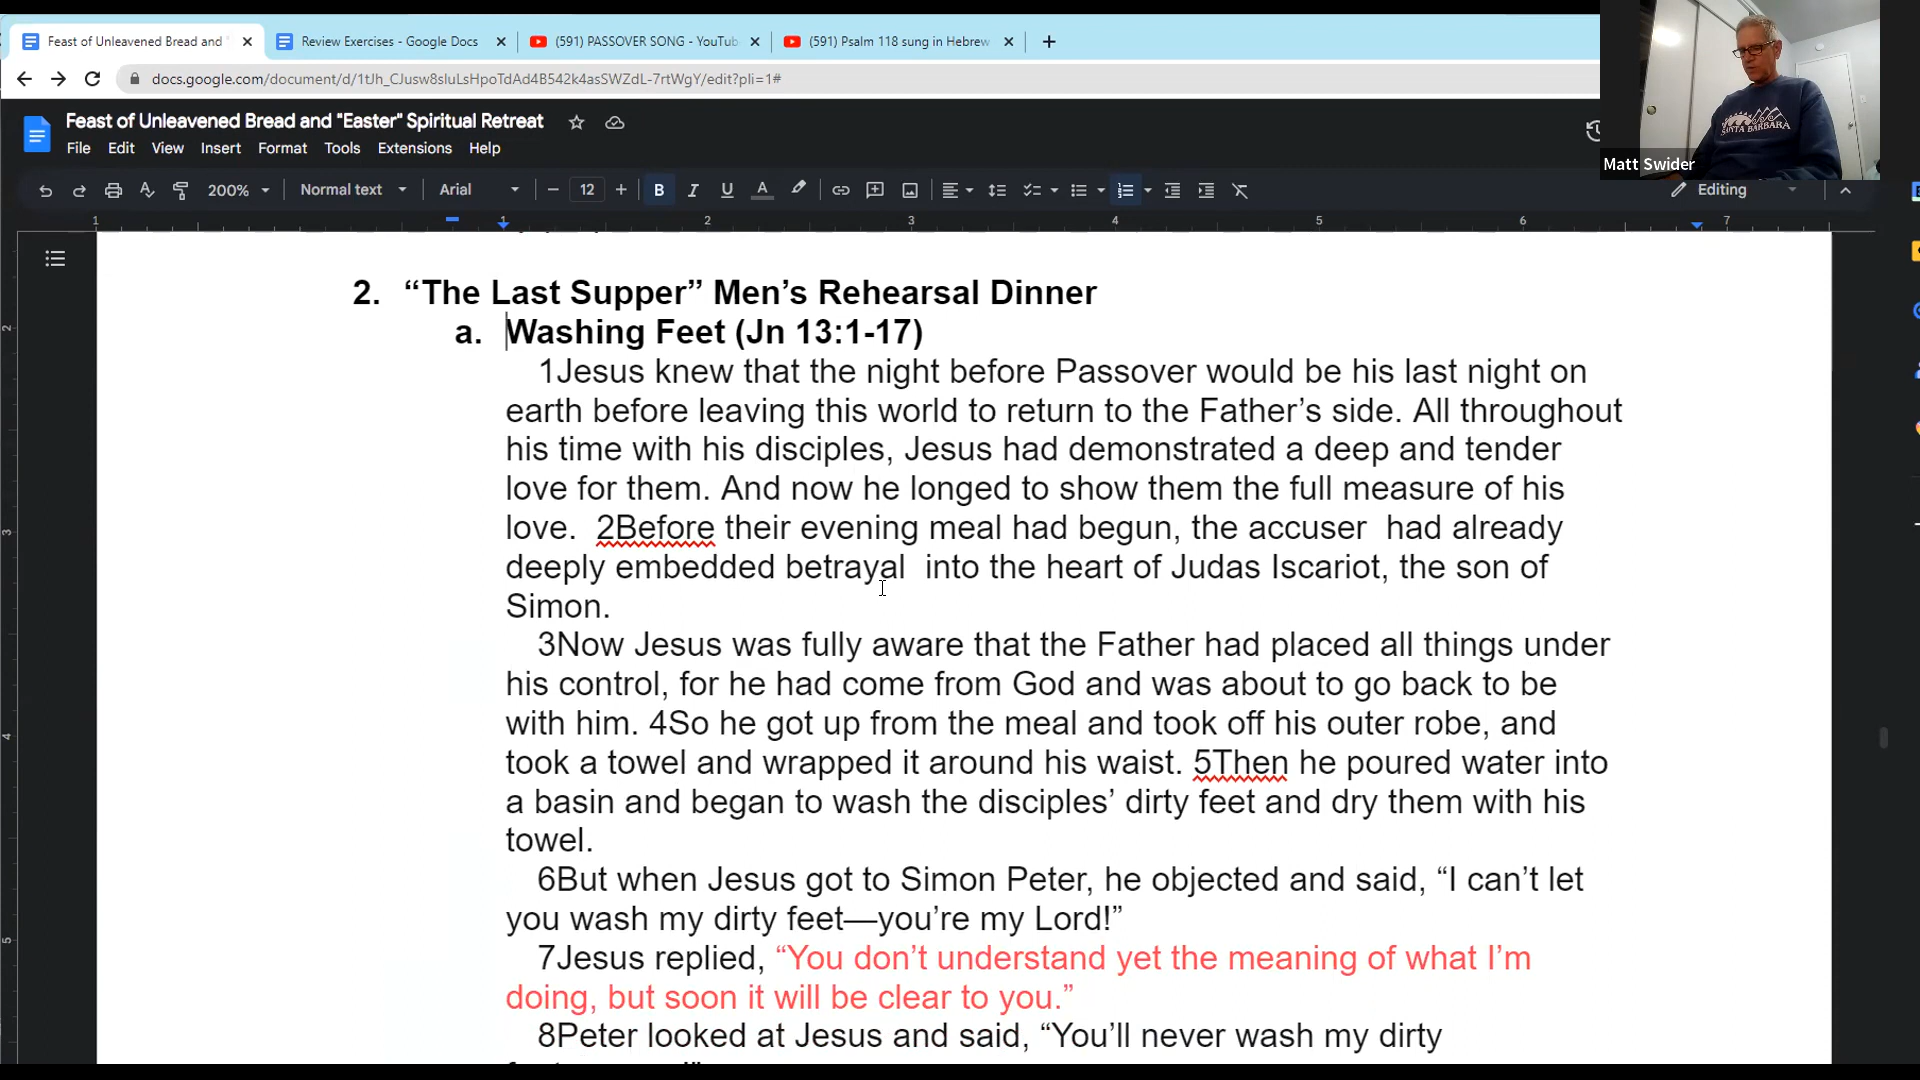 Feast of Unleavened Bread and "
Review Exercises - Google Docs
(591) PASSOVER SONG - YouTub
(591) Psalm 118 sung in Hebrew
docs.google.com/document/d/1tJh_CJusw8sluLsHpoTdAd4B542k4asSWZdL-7rtWgY/edit?pli=1#
Feast of Unleavened Bread and "Easter" Spiritual Retreat
File Edit View Insert Format Tools Extensions Help
200% Normal text Arial 12 B I U A Editing
1 1 2 3 4 5 6 7
SANTA BARBARA
Matt Swider
2. “The Last Supper” Men’s Rehearsal Dinner
a. Washing Feet (Jn 13:1-17)
1Jesus knew that the night before Passover would be his last night on
earth before leaving this world to return to the Father’s side. All throughout
his time with his disciples, Jesus had demonstrated a deep and tender
love for them. And now he longed to show them the full measure of his
love.  2Before their evening meal had begun, the accuser  had already
deeply embedded betrayal  into the heart of Judas Iscariot, the son of
Simon.
3Now Jesus was fully aware that the Father had placed all things under
his control, for he had come from God and was about to go back to be
with him. 4So he got up from the meal and took off his outer robe, and
took a towel and wrapped it around his waist. 5Then he poured water into
a basin and began to wash the disciples’ dirty feet and dry them with his
towel.
6But when Jesus got to Simon Peter, he objected and said, “I can’t let
you wash my dirty feet—you’re my Lord!”
7Jesus replied, “You don’t understand yet the meaning of what I’m
doing, but soon it will be clear to you.”
8Peter looked at Jesus and said, “You’ll never wash my dirty
2
3
4
5